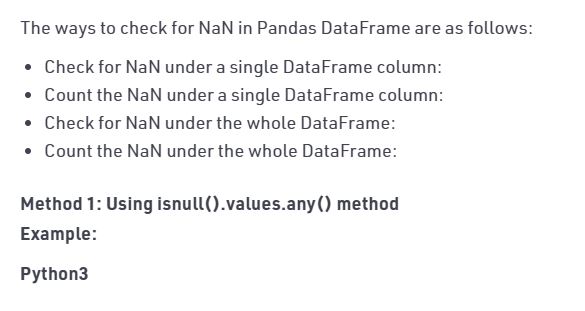 The ways to check for NaN in Pandas DataFrame are as follows:
• Check for NaN under a single DataFrame column:
• Count the NaN under a single DataFrame column:
• Check for NaN under the whole DataFrame:
• Count the NaN under the whole DataFrame:
Method 1: Using isnull().values.any() method
Example:
Python3